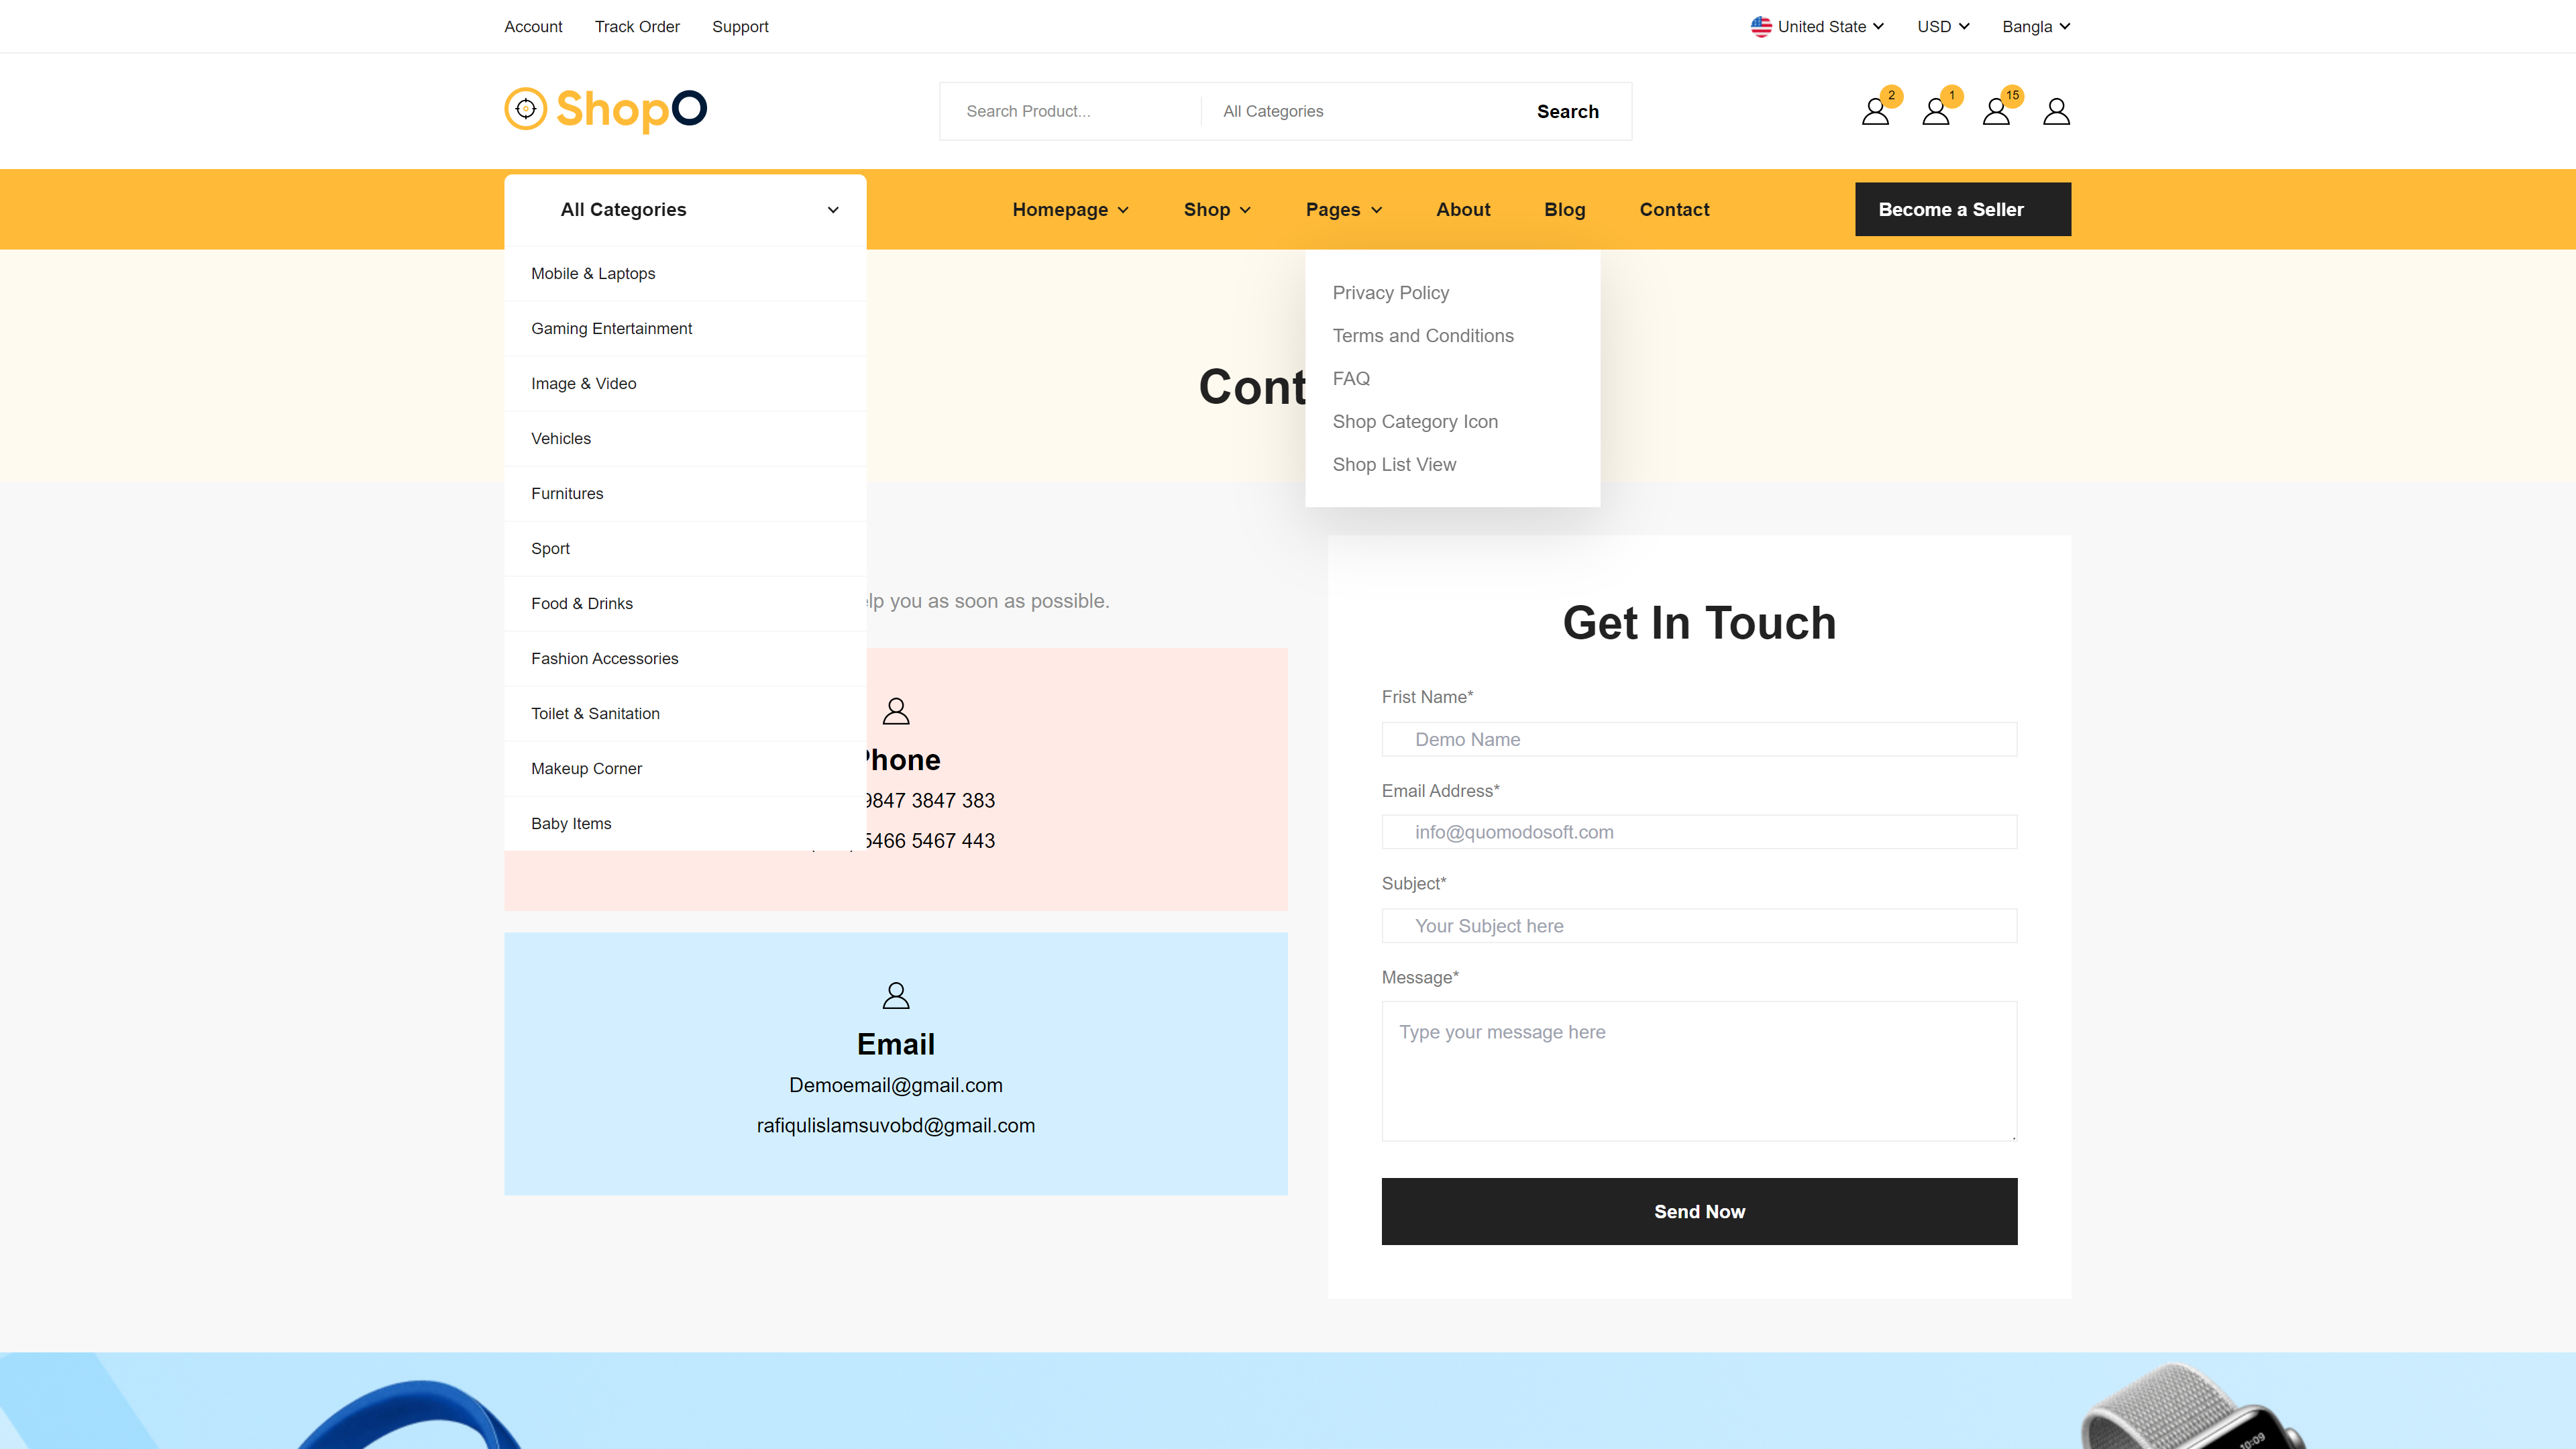 Account Track Order Support United State USD Bangla
ShopO Search Product... All Categories Search 2 1 15
All Categories Homepage Shop Pages About Blog Contact Become a Seller
Mobile & Laptops
Gaming Entertainment
Image & Video
Vehicles
Furnitures
Sport
Food & Drinks
Fashion Accessories
Toilet & Sanitation
Makeup Corner
Baby Items
Privacy Policy
Terms and Conditions
FAQ
Shop Category Icon
Shop List View
Cont
you as soon as possible.
Phone
9847 3847 383
5466 5467 443
Email
Demoemail@gmail.com
rafiqulislamsuvobd@gmail.com
Get In Touch
Frist Name*
Demo Name
Email Address*
info@quomodosoft.com
Subject*
Your Subject here
Message*
Type your message here
Send Now
10:09